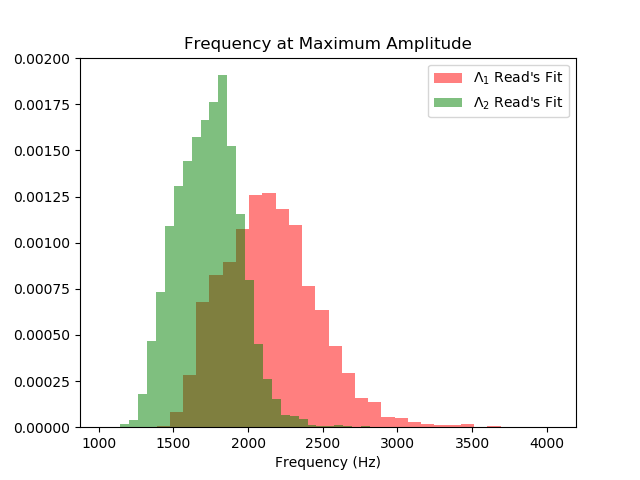 Frequency at Maximum Amplitude
0.00200
0.00175
0.00150
0.00125
0.00100
0.00075
0.00050
0.00025
0.00000
Λ₁ Read's Fit
Λ₂ Read's Fit
1000 1500 2000 2500 3000 3500 4000
Frequency (Hz)